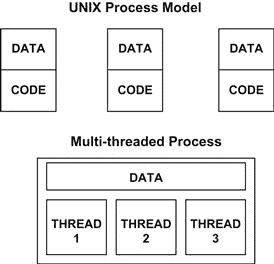 UNIX Process Model
DATA DATA DATA
CODE CODE CODE
Multi-threaded Process
DATA
THREAD THREAD THREAD
1 2 3